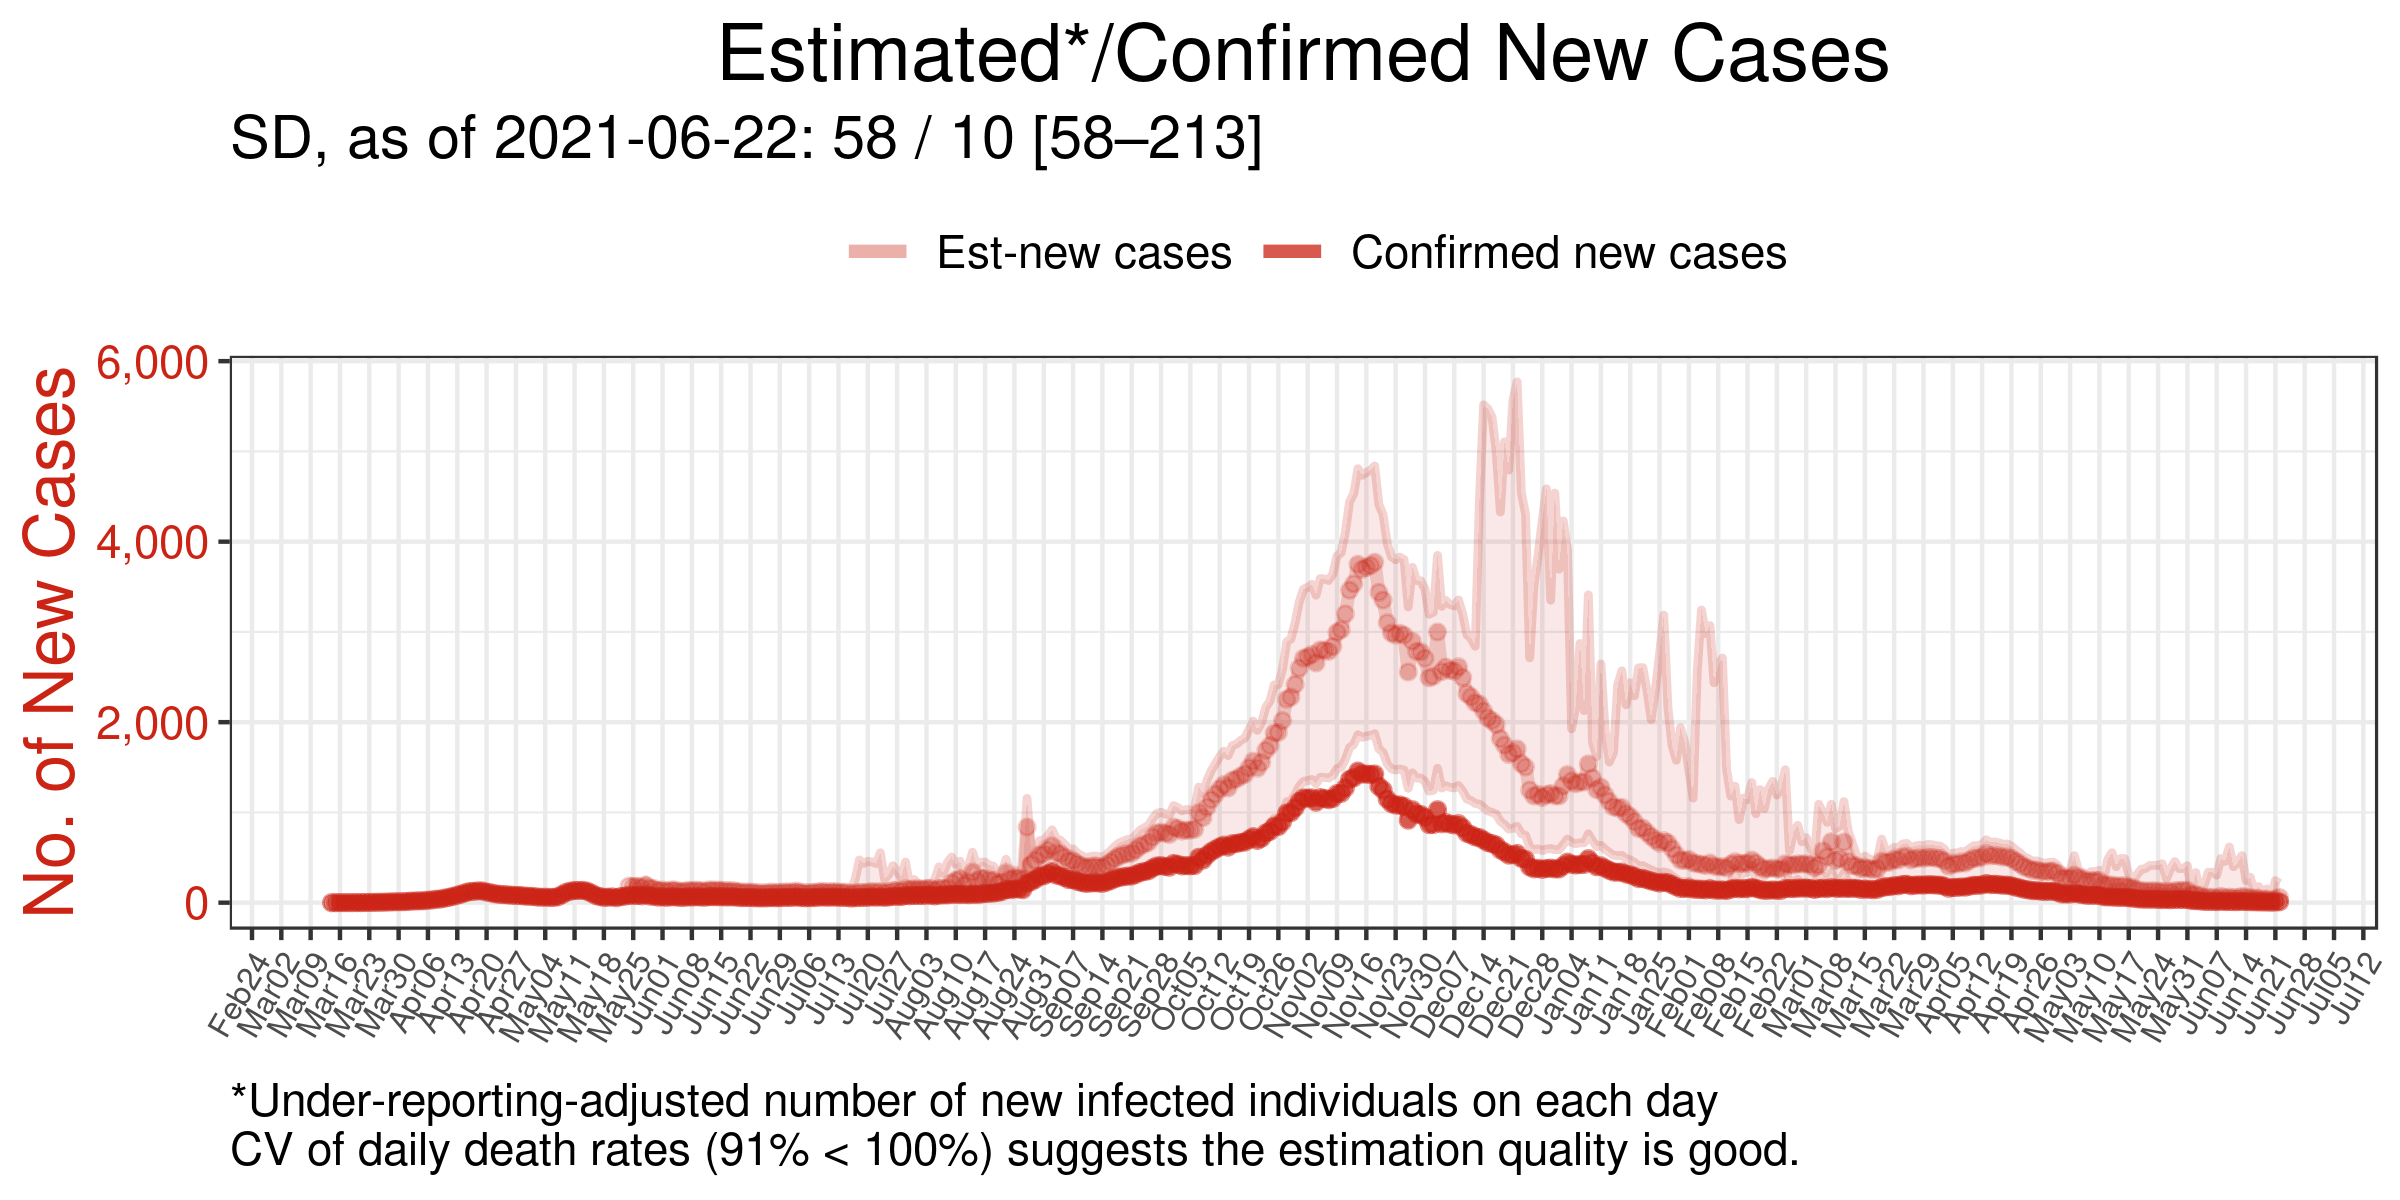 Estimated*/Confirmed New Cases
SD, as of 2021-06-22: 58 / 10 [58–213]
Est-new cases
Confirmed new cases
No. of New Cases
6,000
4,000
2,000
0
Feb24
Mar02
Mar09
Mar16
Mar23
Mar30
Apr06
Apr13
Apr20
Apr27
May04
May11
May18
May25
Jun01
Jun08
Jun15
Jun22
Jun29
Jul06
Jul13
Jul20
Jul27
Aug03
Aug10
Aug17
Aug24
Aug31
Sep07
Sep14
Sep21
Sep28
Oct05
Oct12
Oct19
Oct26
Nov02
Nov09
Nov16
Nov23
Nov30
Dec07
Dec14
Dec21
Dec28
Jan04
Jan11
Jan18
Jan25
Feb01
Feb08
Feb15
Feb22
Mar01
Mar08
Mar15
Mar22
Mar29
Apr05
Apr12
Apr19
Apr26
May03
May10
May17
May24
May31
Jun07
Jun14
Jun21
Jun28
Jul05
Jul12
*Under-reporting-adjusted number of new infected individuals on each day
CV of daily death rates (91% < 100%) suggests the estimation quality is good.